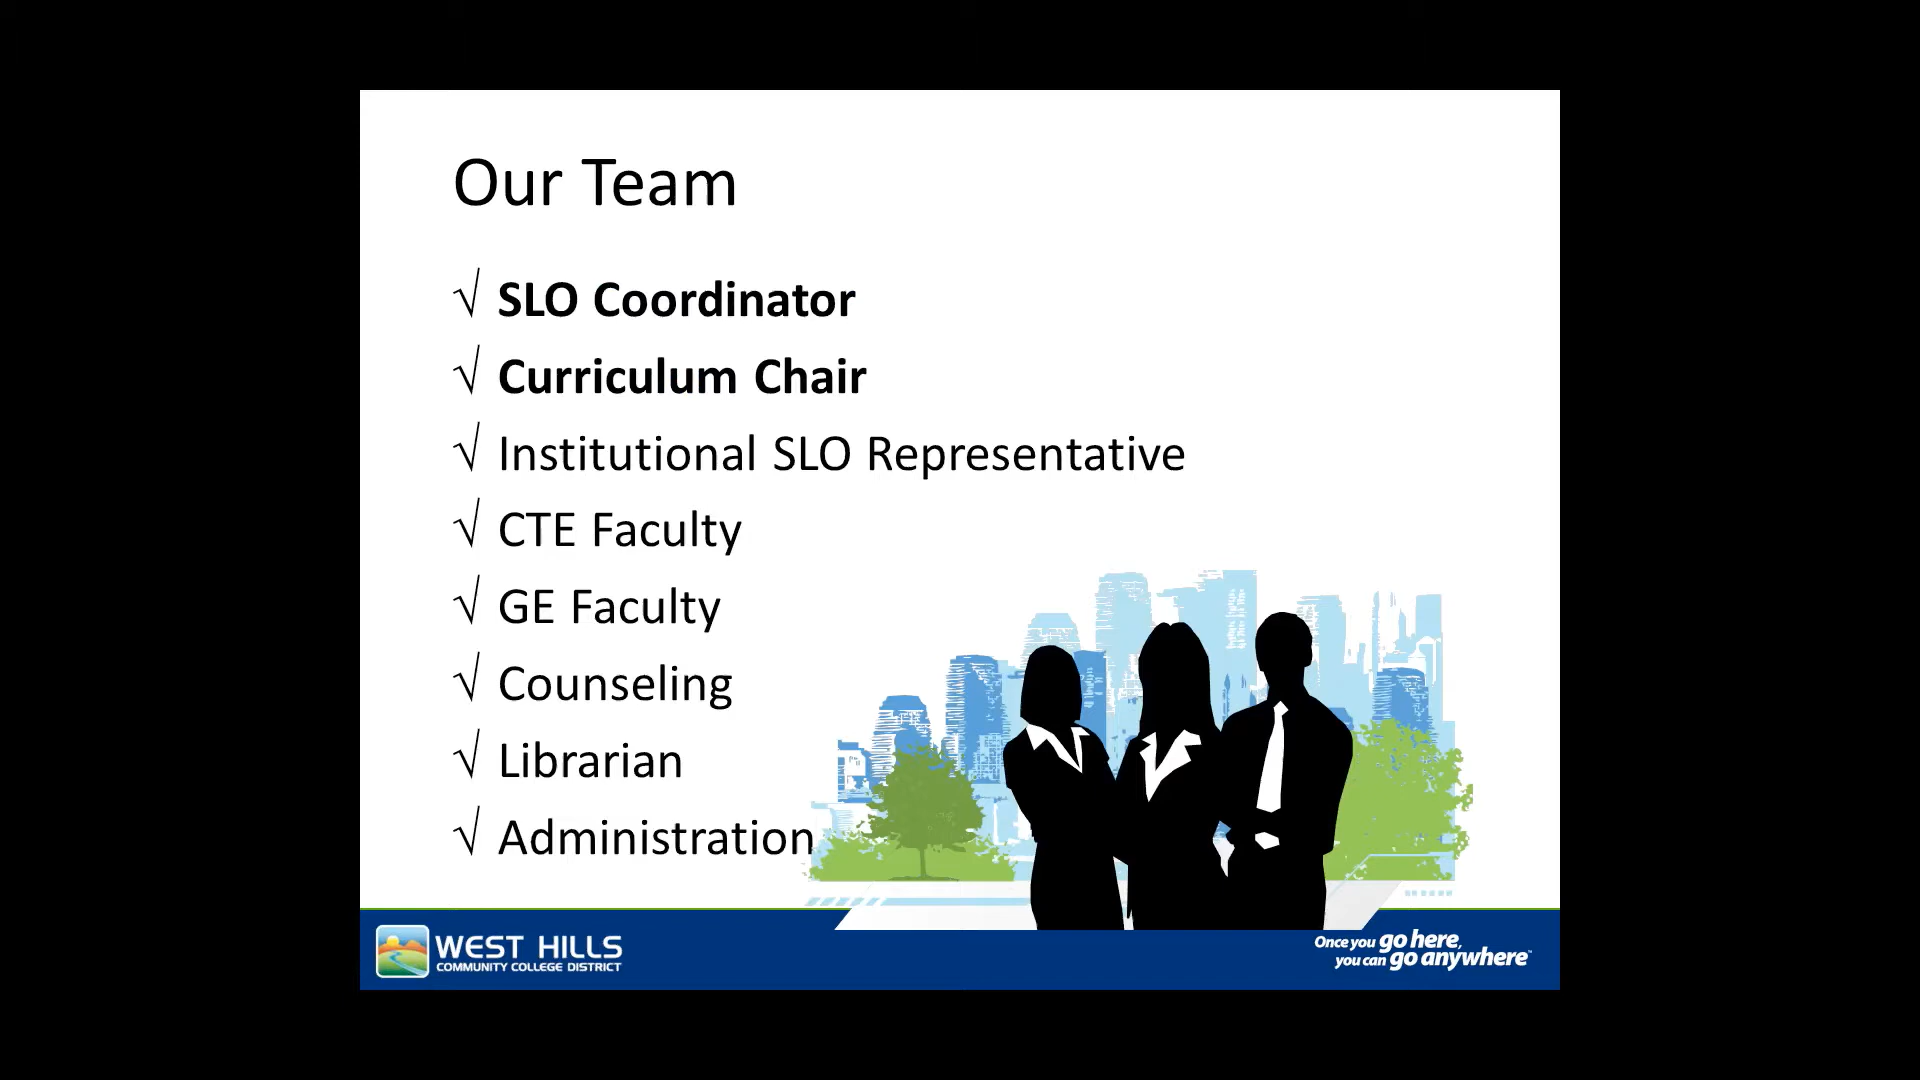 Our Team
√ SLO Coordinator
√ Curriculum Chair
√ Institutional SLO Representative
√ CTE Faculty
√ GE Faculty
√ Counseling
√ Librarian
√ Administration
WEST HILLS
COMMUNITY COLLEGE DISTRICT
Once you go here,
you can go anywhere™